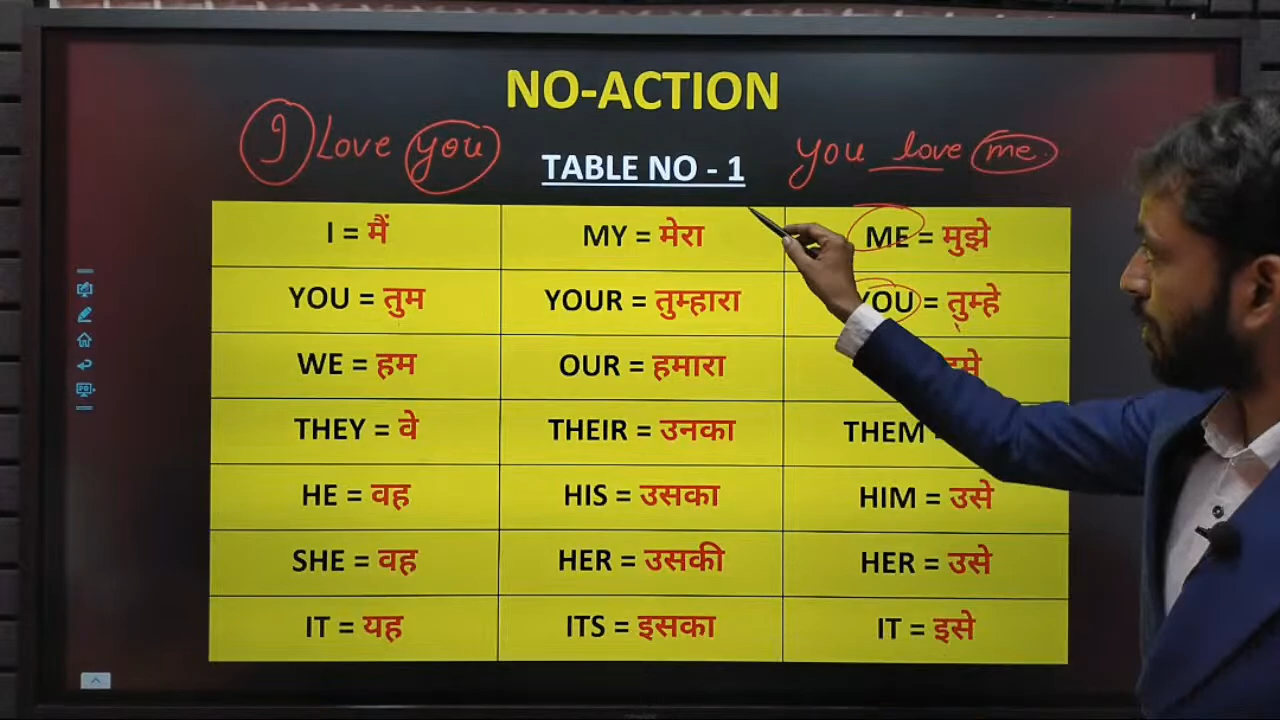 NO-ACTION
I Love you
you love me.
TABLE NO - 1
I = मैं MY = मेरा ME = मुझे
YOU = तुम YOUR = तुम्हारा YOU = तुम्हे
WE = हम OUR = हमारा
THEY = वे THEIR = उनका THEM
HE = वह HIS = उसका HIM = उसे
SHE = वह HER = उसकी HER = उसे
IT = यह ITS = इसका IT = इसे